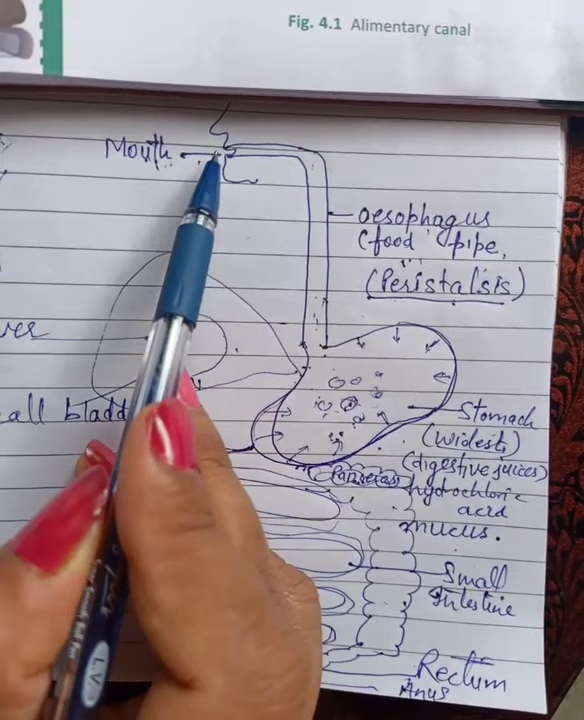 Fig. 4.1 Alimentary canal
Mouth
oesophagus
(food pipe,
(Peristalsis)
ver
all bladd
Stomach
(widest)
(digestive juices)
Pancreas
hydrochloric
acid
mucus.
Small
Intestine
Rectum
Anus
L.V